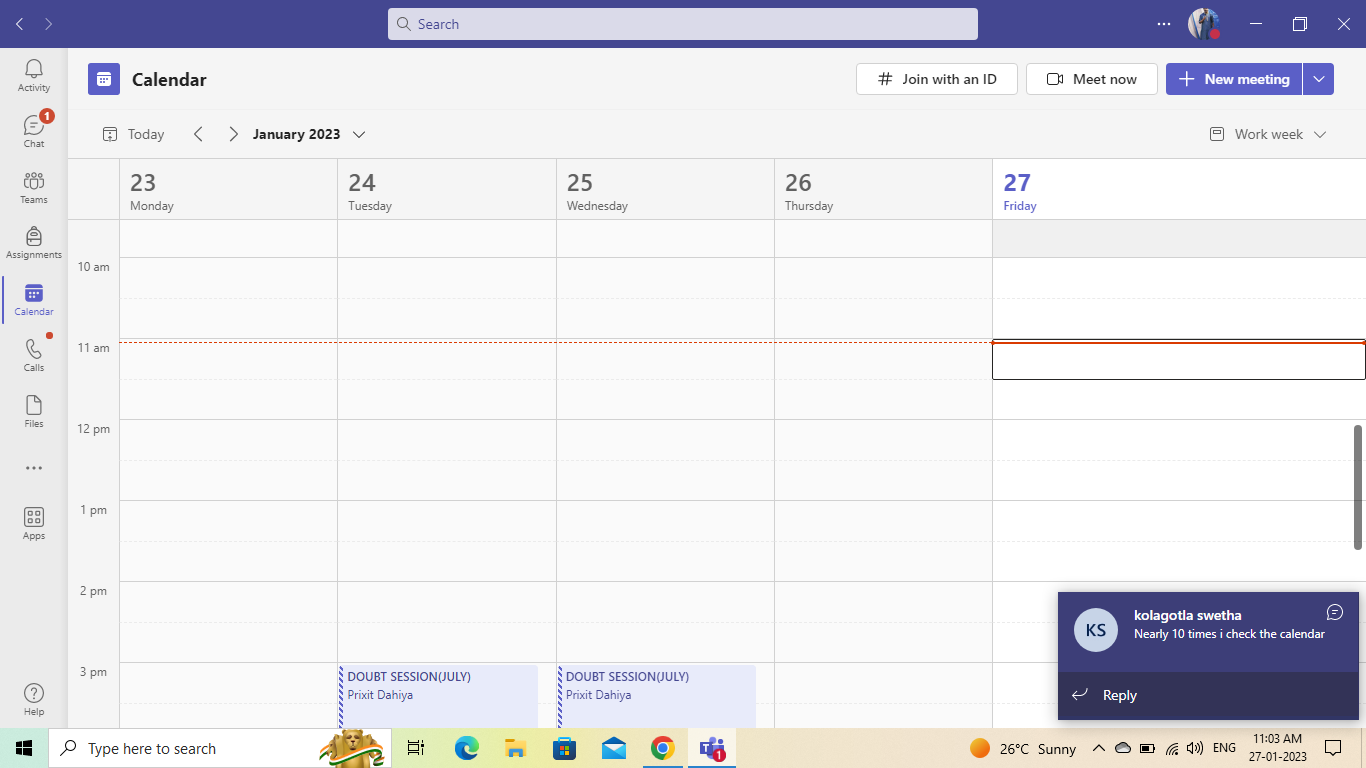 Search
Activity
1
Chat
Teams
Assignments
Calendar
Calls
Files
Apps
Help
Calendar
# Join with an ID
Meet now
New meeting
Today
January 2023
Work week
23
Monday
24
Tuesday
25
Wednesday
26
Thursday
27
Friday
10 am
11 am
12 pm
1 pm
2 pm
3 pm
DOUBT SESSION(JULY)
Prixit Dahiya
DOUBT SESSION(JULY)
Prixit Dahiya
KS
kolagotla swetha
Nearly 10 times i check the calendar
Reply
Type here to search
1
26°C Sunny
ENG
11:03 AM
27-01-2023